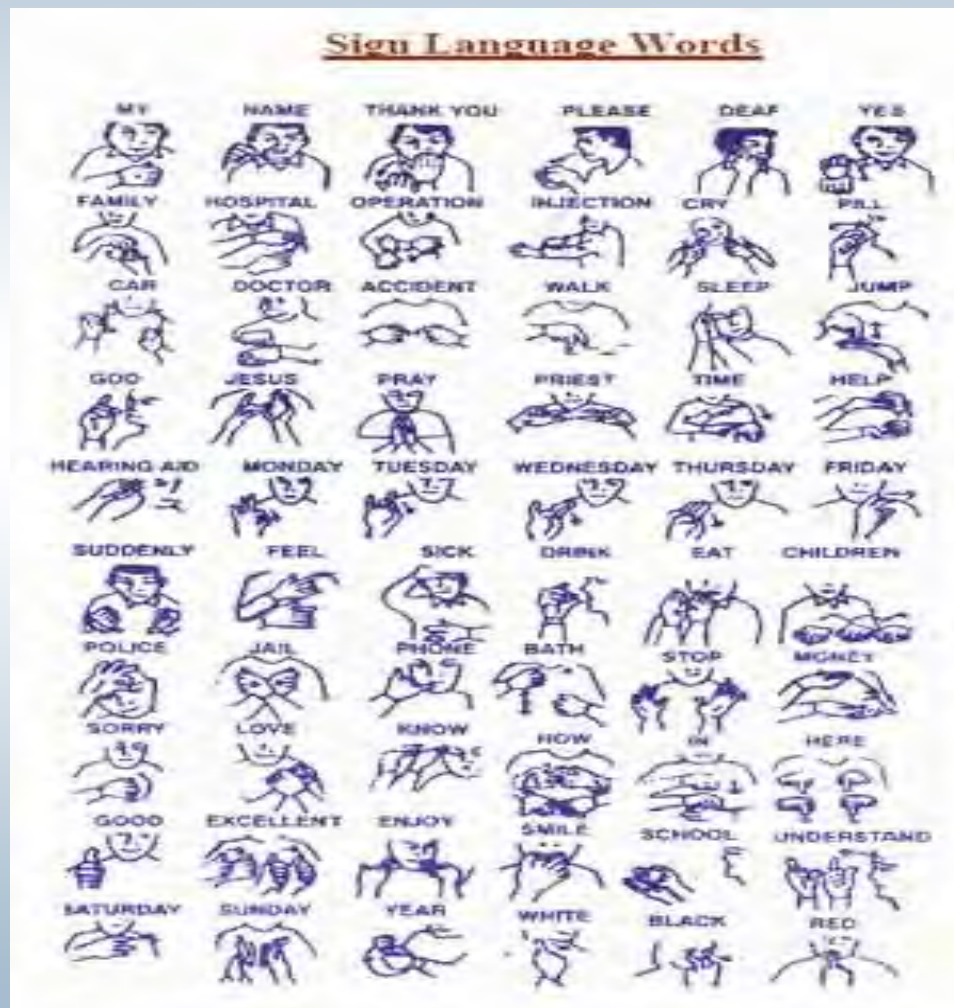 Sign Language Words
MY NAME THANK YOU PLEASE DEAF YES
FAMILY HOSPITAL OPERATION INJECTION CRY PILL
CAR DOCTOR ACCIDENT WALK SLEEP JUMP
GOD JESUS PRAY PRIEST TIME HELP
HEARING AID MONDAY TUESDAY WEDNESDAY THURSDAY FRIDAY
SUDDENLY FEEL SICK DRINK EAT CHILDREN
POLICE JAIL PHONE BATH STOP MONEY
SORRY LOVE KNOW HOW IN HERE
GOOD EXCELLENT ENJOY SMILE SCHOOL UNDERSTAND
SATURDAY SUNDAY YEAR WHITE BLACK RED